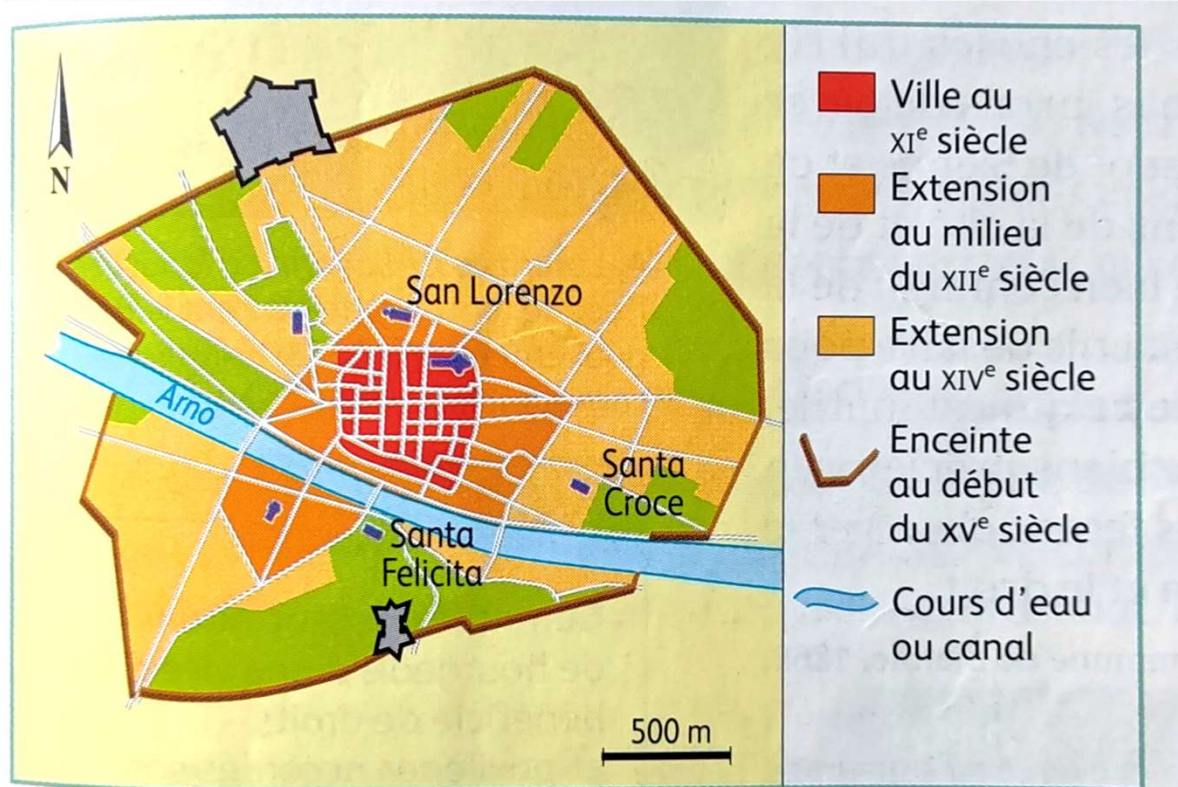 N
San Lorenzo
Arno
Santa
Croce
Santa
Felicita
500 m
Ville au
XIᵉ siècle
Extension
au milieu
du XIIᵉ siècle
Extension
au XIVᵉ siècle
Enceinte
au début
du XVᵉ siècle
Cours d'eau
ou canal